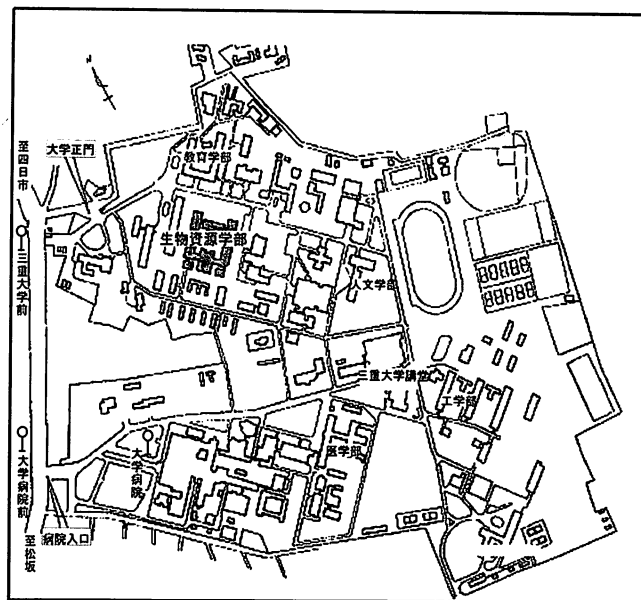 教育学部
大学正門
至四日市
生物資源学部
三重大学前
人文学部
三重大学講堂
工学部
医学部
大学病院
大学病院前
病院入口
至松坂